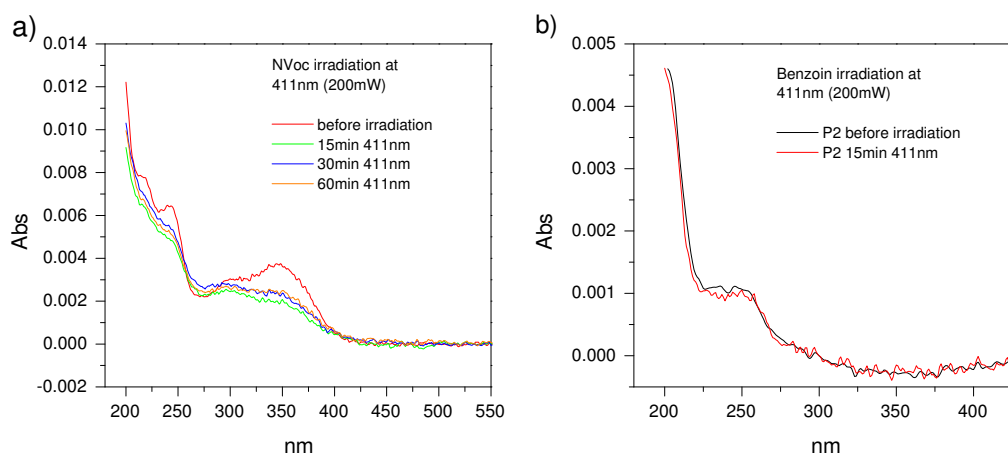 a)
NVoc irradiation at
411nm (200mW)
before irradiation
15min 411nm
30min 411nm
60min 411nm
0.014
0.012
0.010
0.008
0.006
0.004
0.002
0.000
-0.002
Abs
200 250 300 350 400 450 500 550
nm
b)
Benzoin irradiation at
411nm (200mW)
P2 before irradiation
P2 15min 411nm
0.005
0.004
0.003
0.002
0.001
0.000
Abs
200 250 300 350 400
nm